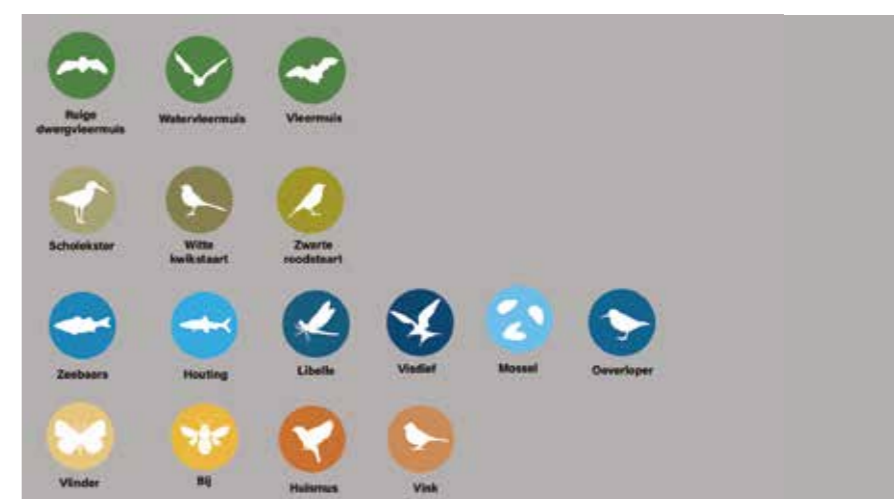 Ruige
dwergvleermuis
Watervleermuis
Vleermuis
Scholekster
Witte
kwikstaart
Zwarte
roodstaart
Zeebaars
Houting
Libelle
Visdief
Mossel
Oeverloper
Vlinder
Bij
Huismus
Vink